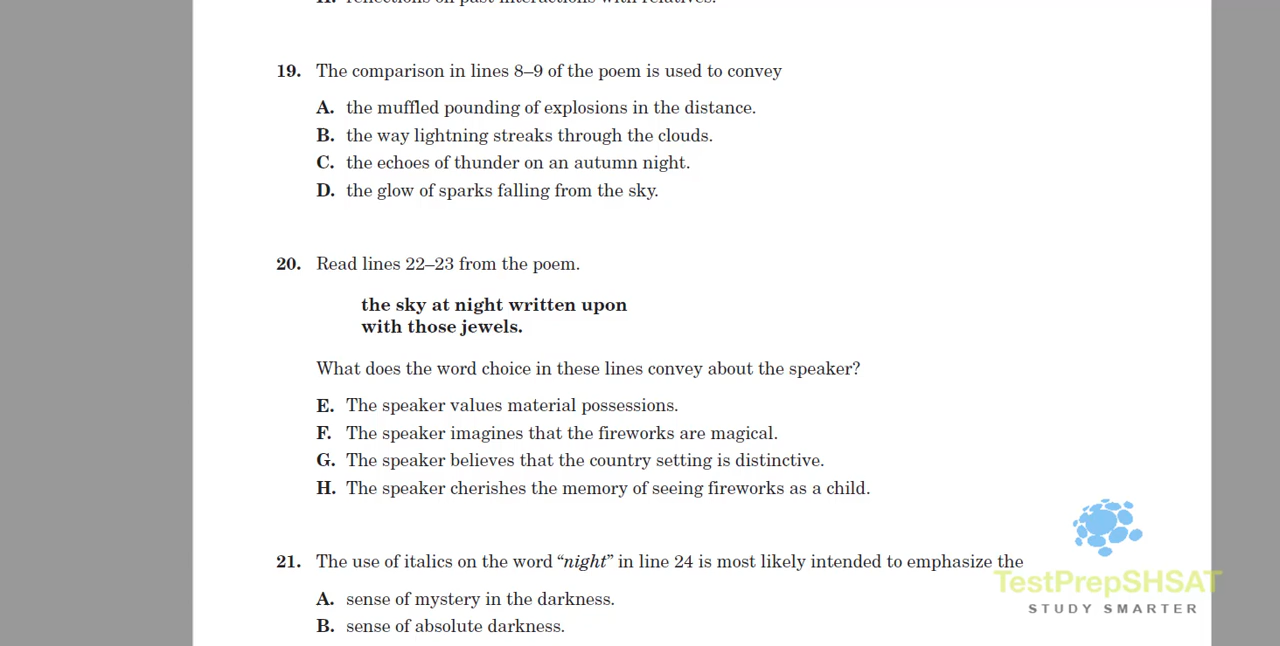 H. reflections on past interactions with relatives.
19. The comparison in lines 8–9 of the poem is used to convey
A. the muffled pounding of explosions in the distance.
B. the way lightning streaks through the clouds.
C. the echoes of thunder on an autumn night.
D. the glow of sparks falling from the sky.
20. Read lines 22–23 from the poem.
the sky at night written upon
with those jewels.
What does the word choice in these lines convey about the speaker?
E. The speaker values material possessions.
F. The speaker imagines that the fireworks are magical.
G. The speaker believes that the country setting is distinctive.
H. The speaker cherishes the memory of seeing fireworks as a child.
21. The use of italics on the word “night” in line 24 is most likely intended to emphasize the
A. sense of mystery in the darkness.
B. sense of absolute darkness.
TestPrepSHSAT
STUDY SMARTER